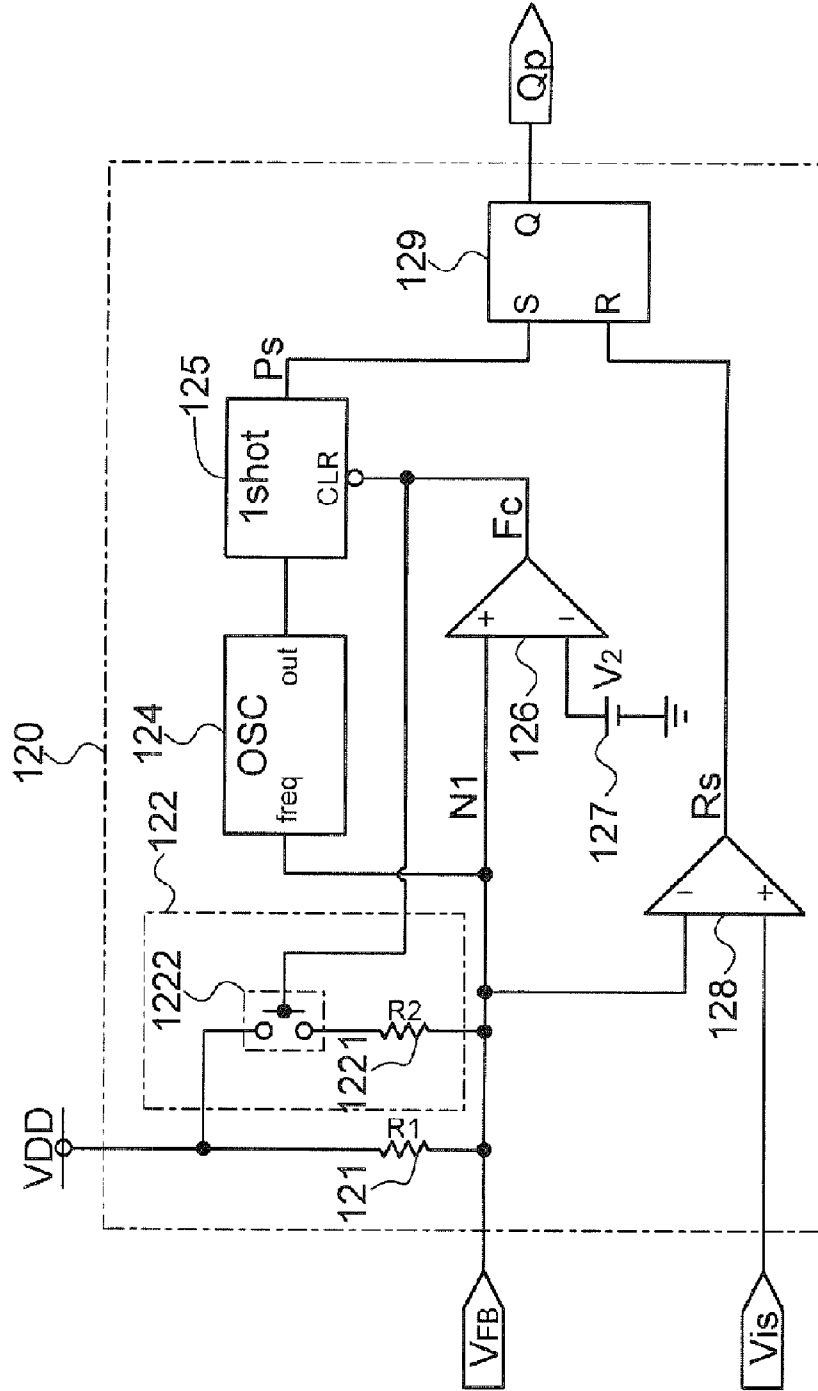 120
VDD
122
124
125
OSC
freq
out
1shot
CLR
Ps
129
S
Q
R
Qp
1222
R1
121
R2
1221
N1
+
−
126
Fc
V2
127
VFB
−
+
128
Rs
Vis